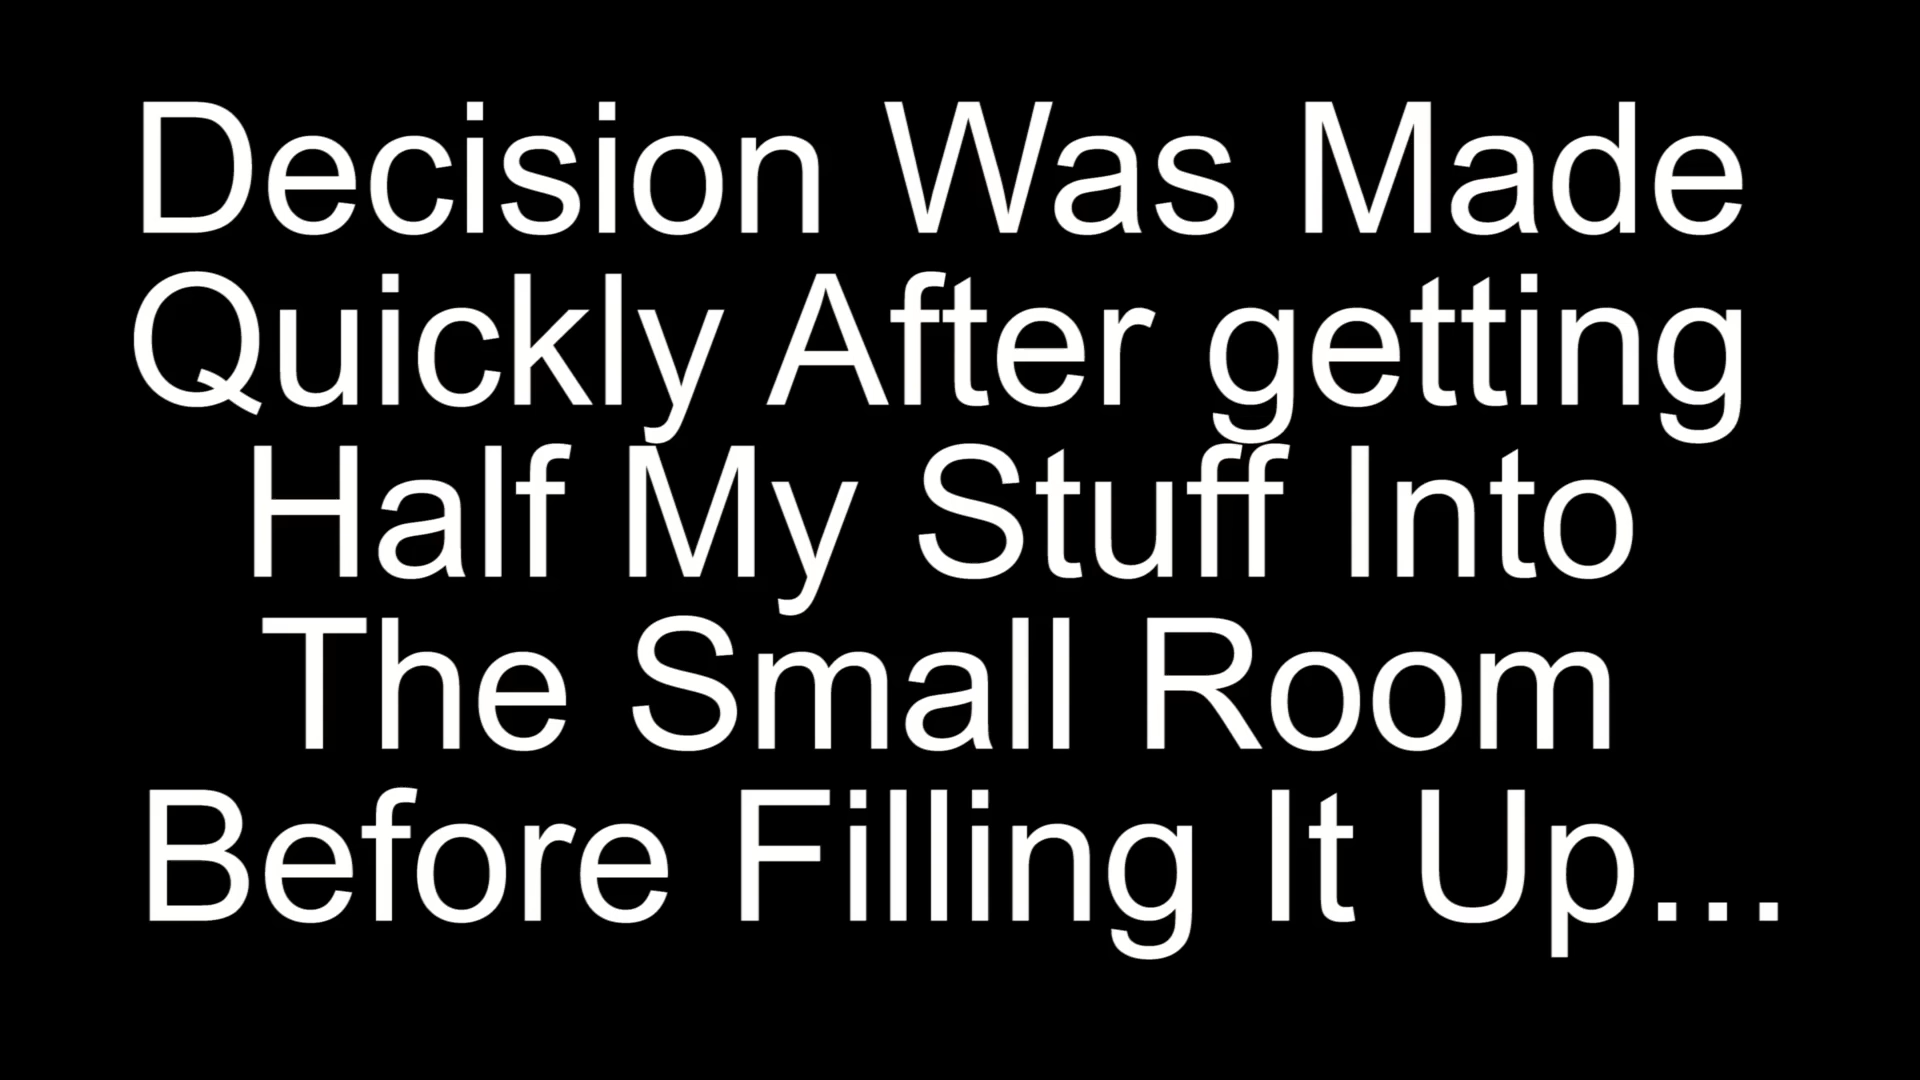 Decision Was Made
Quickly After getting
Half My Stuff Into
The Small Room
Before Filling It Up...